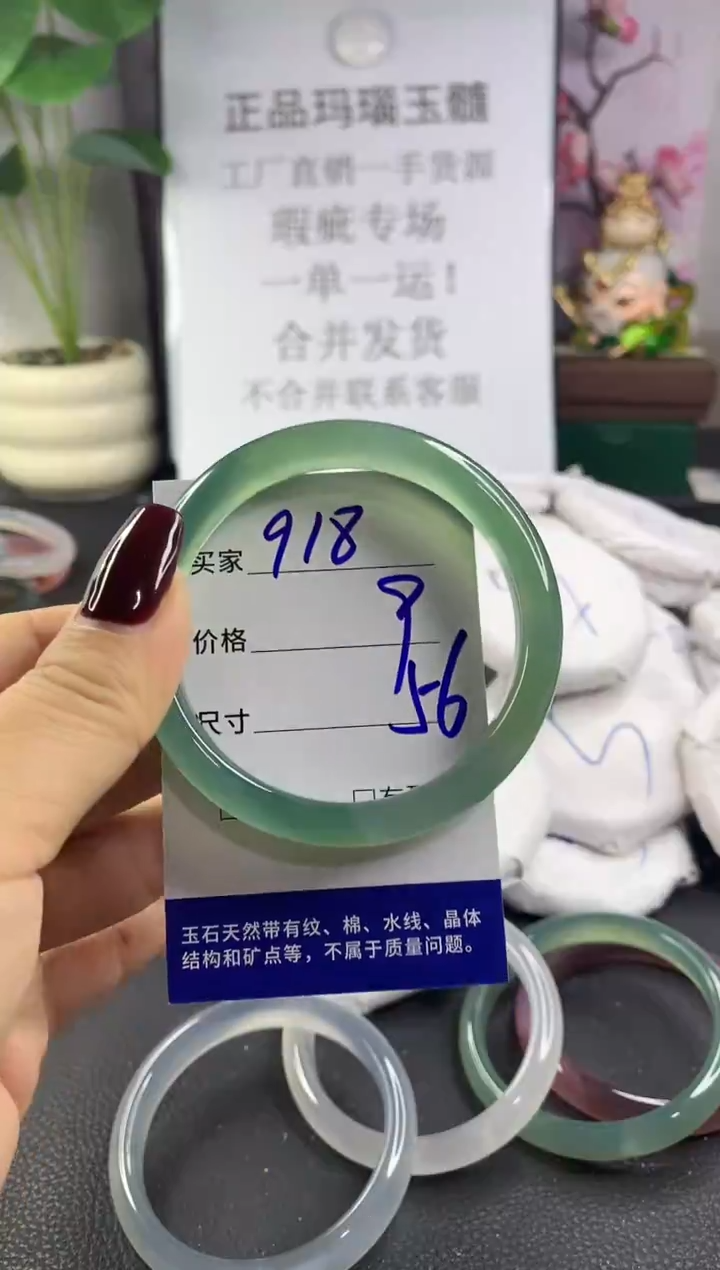 正品玛瑙玉髓
工厂直销一手货源
瑕疵专场
一单一运!
合并发货
不合并联系客服
买家 918
价格 9
尺寸 56
玉石天然带有纹、棉、水线、晶体
结构和矿点等，不属于质量问题。